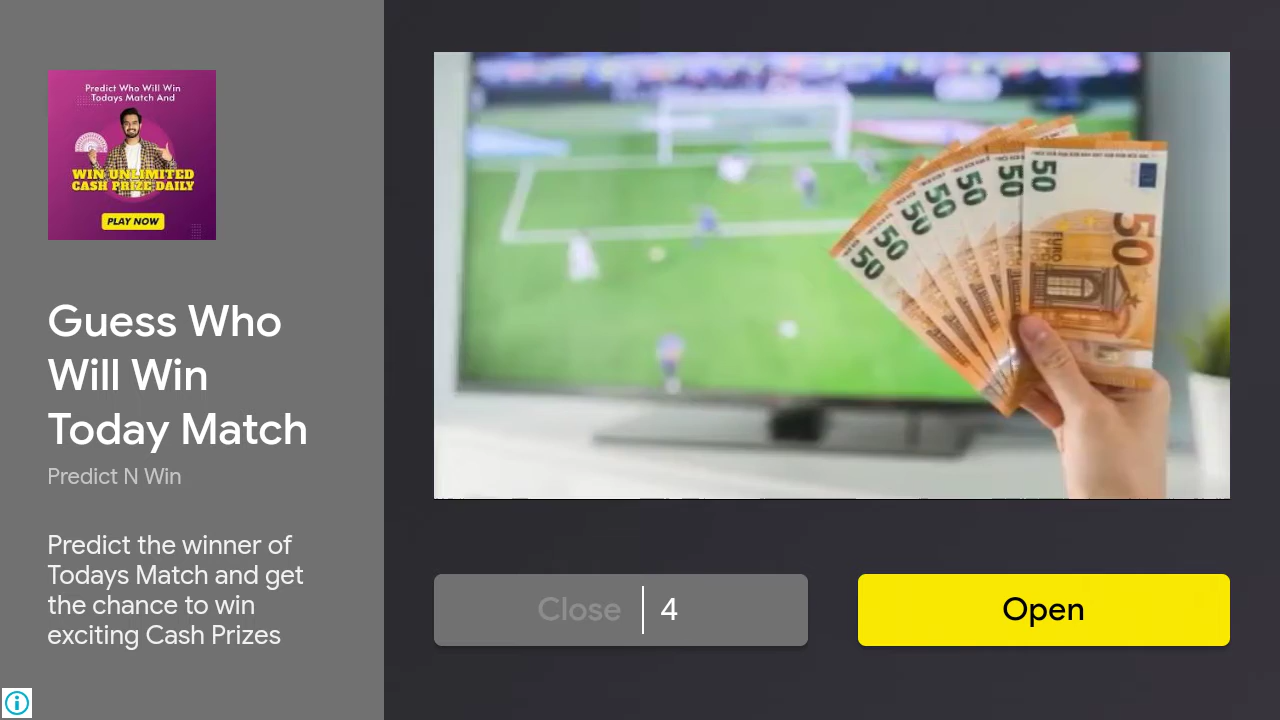 Predict Who Will Win
Todays Match And
WIN UNLIMITED
CASH PRIZE DAILY
PLAY NOW
Guess Who
Will Win
Today Match
Predict N Win
Predict the winner of
Todays Match and get
the chance to win
exciting Cash Prizes
50
50
50
50
50
50
50
50
EURO
Close | 4
Open